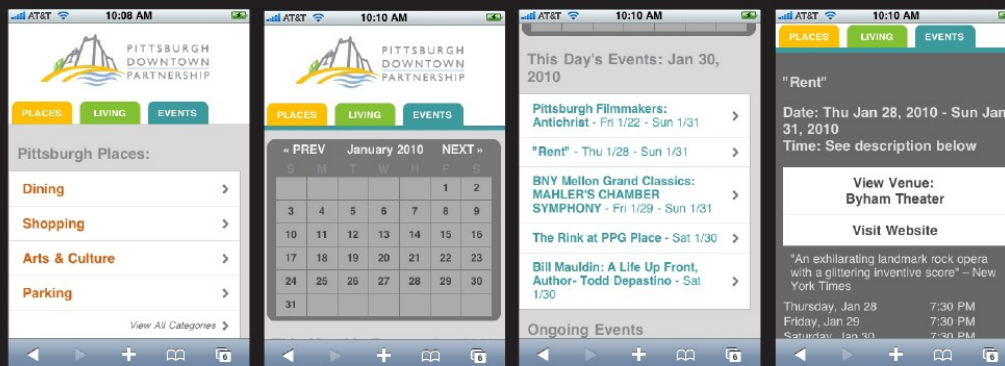 AT&T 10:08 AM
PITTSBURGH
DOWNTOWN
PARTNERSHIP
PLACES LIVING EVENTS
Pittsburgh Places:
Dining
Shopping
Arts & Culture
Parking
View All Categories
6
AT&T 10:10 AM
PITTSBURGH
DOWNTOWN
PARTNERSHIP
PLACES LIVING EVENTS
« PREV January 2010 NEXT »
S M T W H F S
1 2
3 4 5 6 7 8 9
10 11 12 13 14 15 16
17 18 19 20 21 22 23
24 25 26 27 28 29 30
31
6
AT&T 10:10 AM
This Day's Events: Jan 30,
2010
Pittsburgh Filmmakers:
Antichrist - Fri 1/22 - Sun 1/31
"Rent" - Thu 1/28 - Sun 1/31
BNY Mellon Grand Classics:
MAHLER'S CHAMBER
SYMPHONY - Fri 1/29 - Sun 1/31
The Rink at PPG Place - Sat 1/30
Bill Mauldin: A Life Up Front,
Author- Todd Depastino - Sat
1/30
Ongoing Events
6
AT&T 10:10 AM
PLACES LIVING EVENTS
"Rent"
Date: Thu Jan 28, 2010 - Sun Jan
31, 2010
Time: See description below
View Venue:
Byham Theater
Visit Website
"An exhilarating landmark rock opera
with a glittering inventive score" – New
York Times
Thursday, Jan 28 7:30 PM
Friday, Jan 29 7:30 PM
Saturday, Jan 30 7:30 PM
6